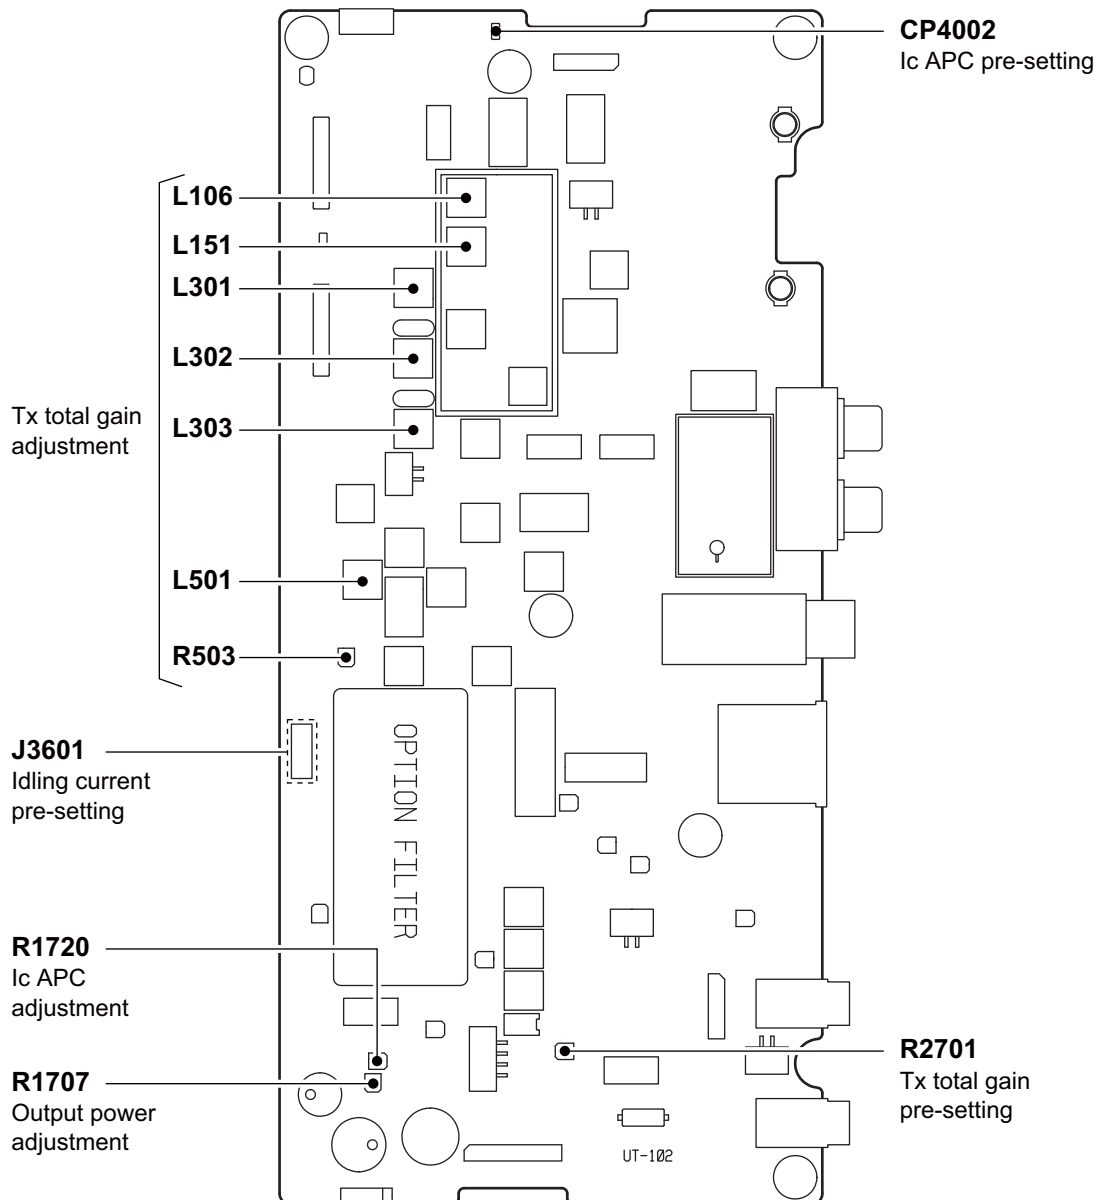 CP4002
Ic APC pre-setting
L106
L151
L301
L302
Tx total gain
adjustment
L303
L501
R503
J3601
Idling current
pre-setting
OPTION FILTER
R1720
Ic APC
adjustment
R1707
Output power
adjustment
R2701
Tx total gain
pre-setting
UT-102